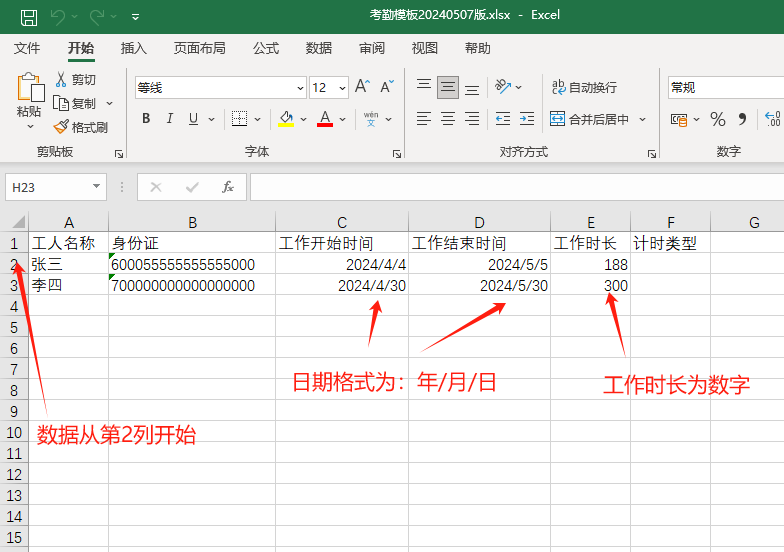 考勤模板20240507版.xlsx - Excel
文件 开始 插入 页面布局 公式 数据 审阅 视图 帮助
剪切
等线 12 A A 自动换行 常规
粘贴 复制
格式刷 B I U A wén 文 合并后居中 % , .00
剪贴板 字体 对齐方式 数字
H23 fx
A B C D E F G
1 工人名称 身份证 工作开始时间 工作结束时间 工作时长 计时类型
2 张三 600055555555555000 2024/4/4 2024/5/5 188
3 李四 700000000000000000 2024/4/30 2024/5/30 300
4
5
6
7
8 日期格式为：年/月/日 工作时长为数字
9
10 数据从第2列开始
11
12
13
14
15